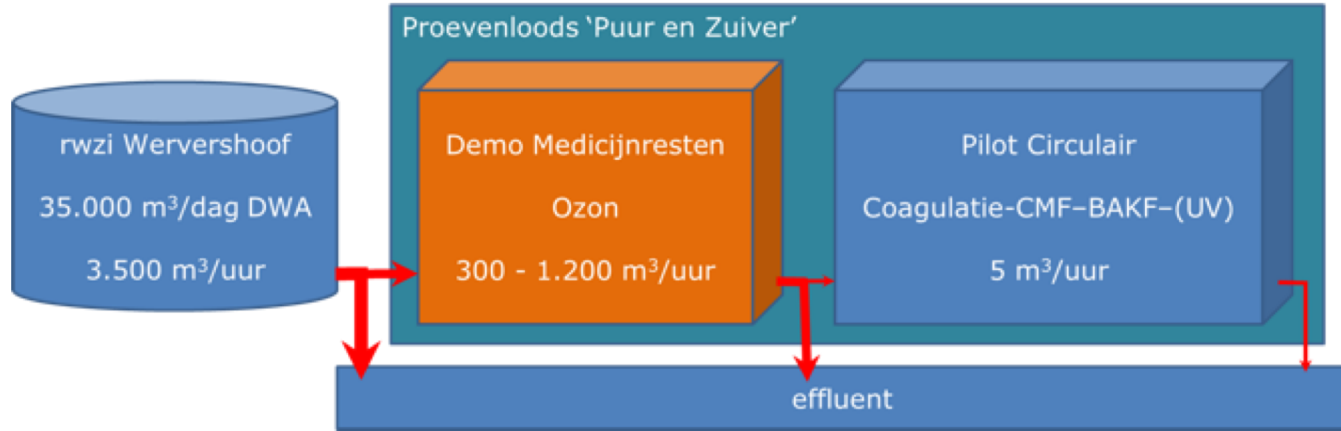 Proevenloods ‘Puur en Zuiver’
rwzi Wervershoof
35.000 m³/dag DWA
3.500 m³/uur
Demo Medicijnresten
Ozon
300 - 1.200 m³/uur
Pilot Circulair
Coagulatie-CMF–BAKF–(UV)
5 m³/uur
effluent